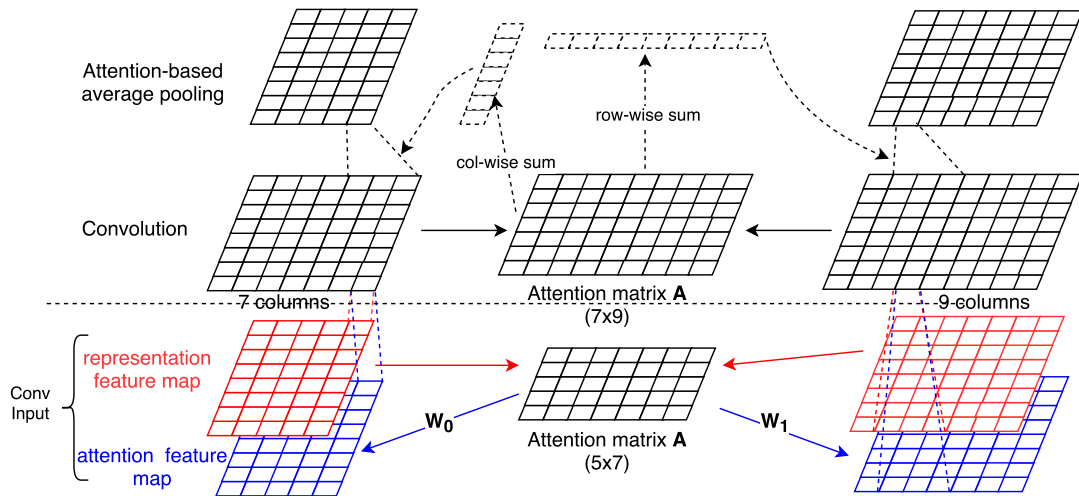 Attention-based
average pooling
row-wise sum
col-wise sum
Convolution
7 columns
Attention matrix A
(7x9)
9 columns
Conv
Input
representation
feature map
W0
W1
Attention matrix A
(5x7)
attention feature
map